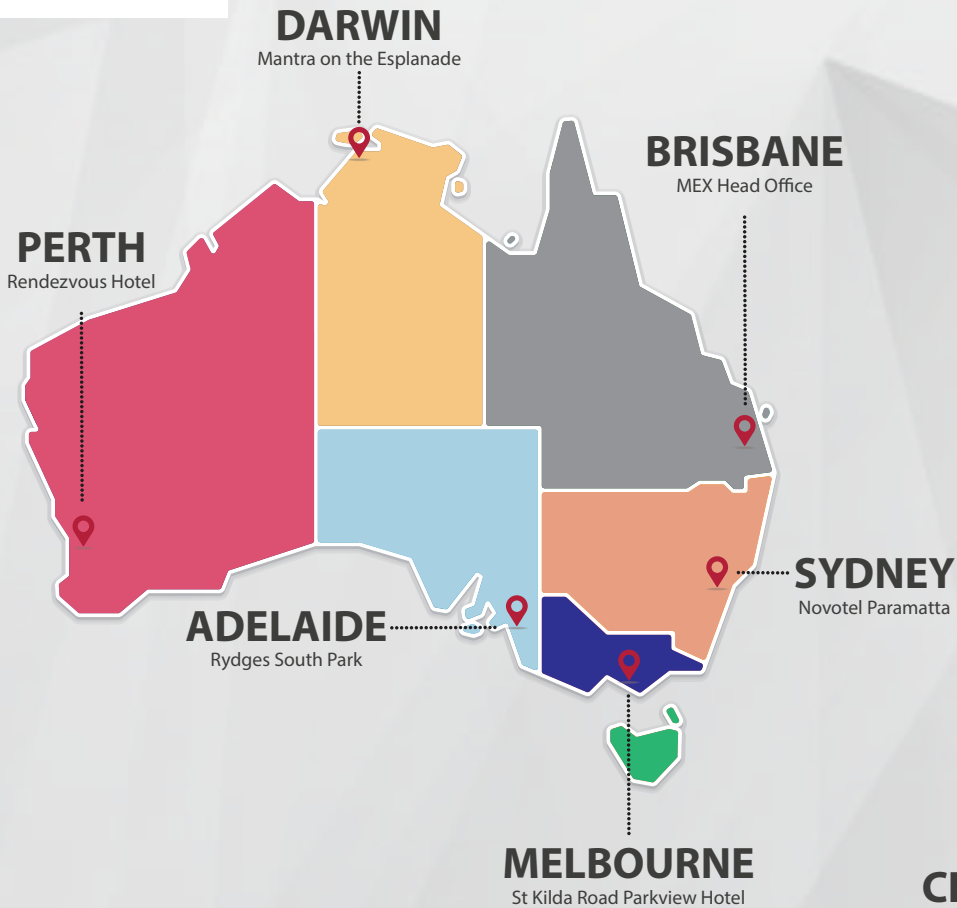 DARWIN
Mantra on the Esplanade
BRISBANE
MEX Head Office
PERTH
Rendezvous Hotel
SYDNEY
Novotel Paramatta
ADELAIDE
Rydges South Park
MELBOURNE
St Kilda Road Parkview Hotel